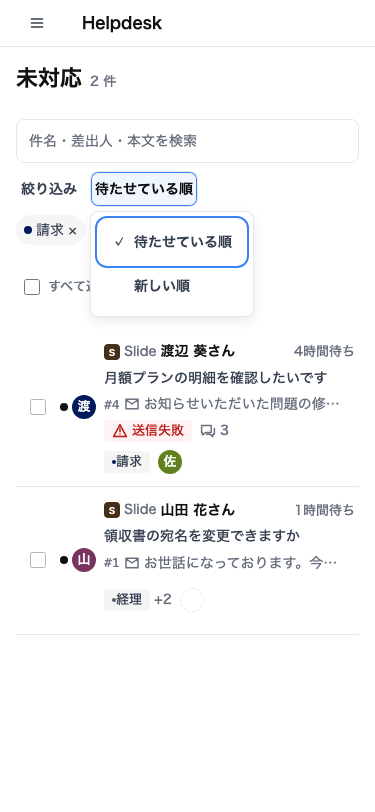 Helpdesk
未対応 2 件
件名・差出人・本文を検索
絞り込み 待たせている順
請求 ×
✓ 待たせている順
新しい順
すべて
S Slide 渡辺 葵さん 4時間待ち
月額プランの明細を確認したいです
渡 #4 お知らせいただいた問題の修…
送信失敗 3
•請求 佐
S Slide 山田 花さん 1時間待ち
領収書の宛名を変更できますか
山 #1 お世話になっております。今…
•経理 +2